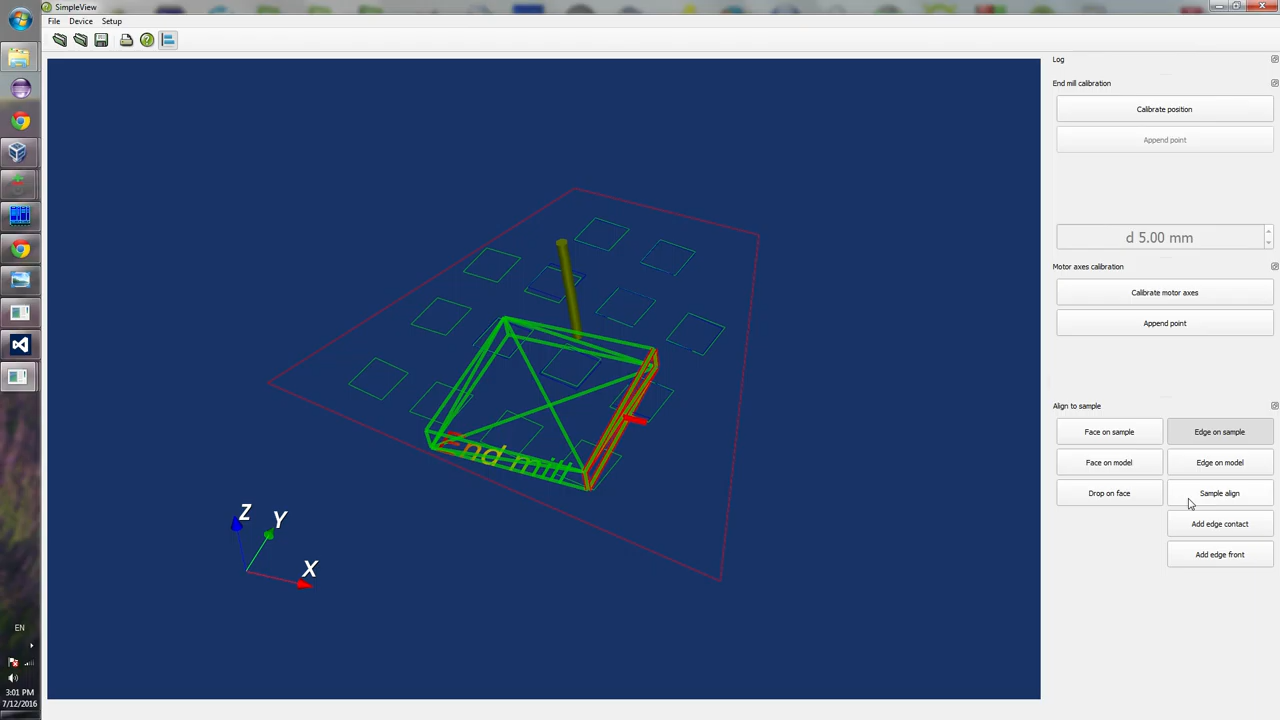 SimpleView
File Device Setup
Log
End mill calibration
Calibrate position
Append point
d 5.00 mm
Motor axes calibration
Calibrate motor axes
Append point
Align to sample
Face on sample Edge on sample
Face on model Edge on model
Drop on face Sample align
Add edge contact
Add edge front
End mill
Z Y
X
EN
3:01 PM
7/12/2016